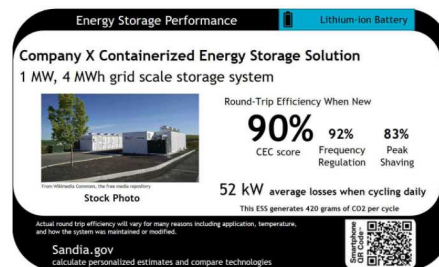 Energy Storage Performance
Lithium-ion Battery
Company X Containerized Energy Storage Solution
1 MW, 4 MWh grid scale storage system
Round-Trip Efficiency When New
90%
CEC score
92%
Frequency
Regulation
83%
Peak
Shaving
From Wikimedia Commons, the free media repository
Stock Photo
52 kW average losses when cycling daily
This ESS generates 420 grams of CO2 per cycle
Actual round trip efficiency will vary for many reasons including application, temperature,
and how the system was maintained or modified.
Sandia.gov
calculate personalized estimates and compare technologies
Smartphone
QR Code™